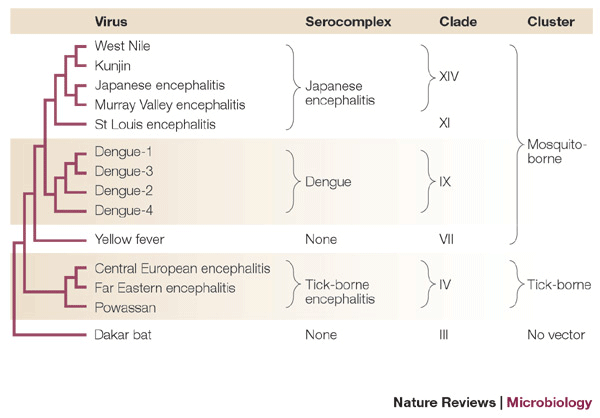 Virus Serocomplex Clade Cluster
West Nile
Kunjin
Japanese encephalitis
Murray Valley encephalitis
St Louis encephalitis
Japanese
encephalitis
XIV
XI
Mosquito-
borne
Dengue-1
Dengue-3
Dengue-2
Dengue-4
Dengue
IX
Yellow fever None VII
Central European encephalitis
Far Eastern encephalitis
Powassan
Tick-borne
encephalitis
IV
Tick-borne
Dakar bat None III No vector
Nature Reviews | Microbiology